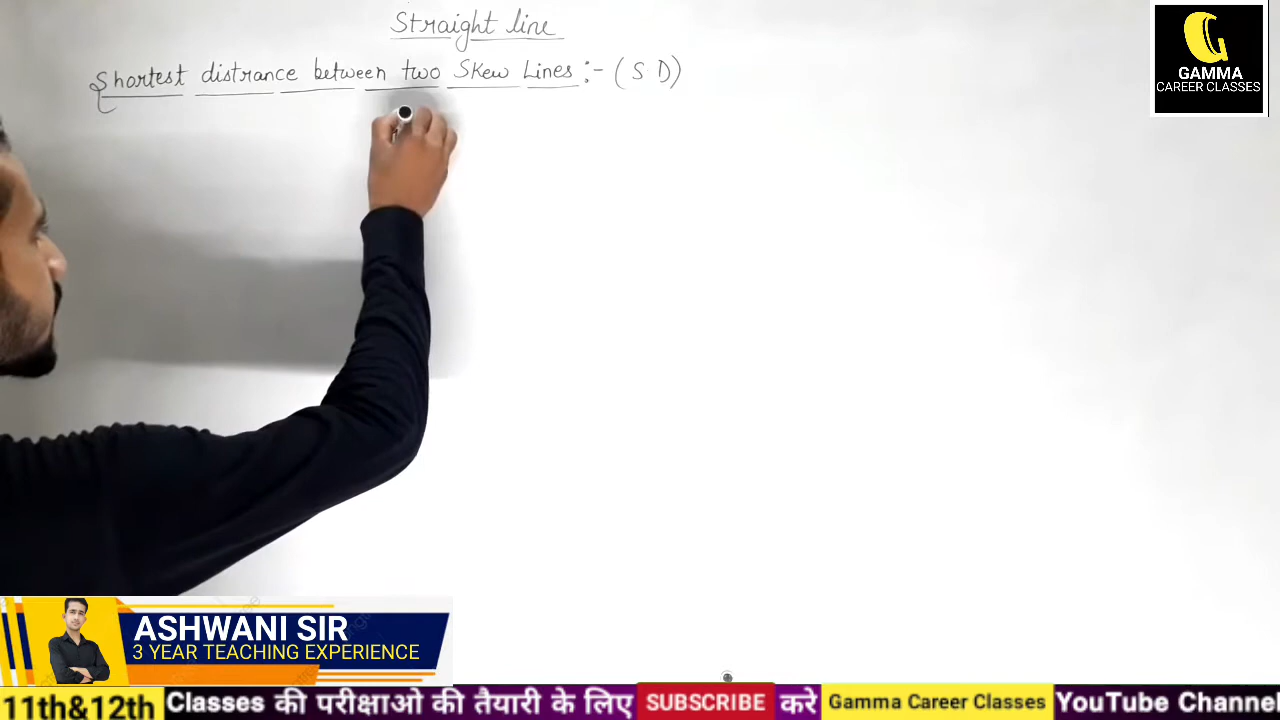 Straight line
Shortest distrance between two Skew Lines :- (S D)
GAMMA
CAREER CLASSES
ASHWANI SIR
3 YEAR TEACHING EXPERIENCE
11th&12th Classes की परीक्षाओ की तैयारी के लिए SUBSCRIBE करे Gamma Career Classes YouTube Channel